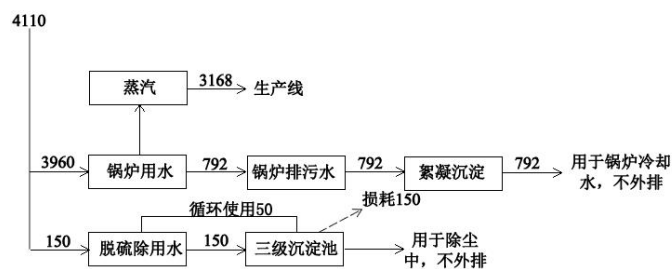 4110
蒸汽
3168
生产线
3960
锅炉用水
792
锅炉排污水
792
絮凝沉淀
792
用于锅炉冷却
水，不外排
循环使用50
损耗150
150
脱硫除用水
150
三级沉淀池
用于除尘
中，不外排